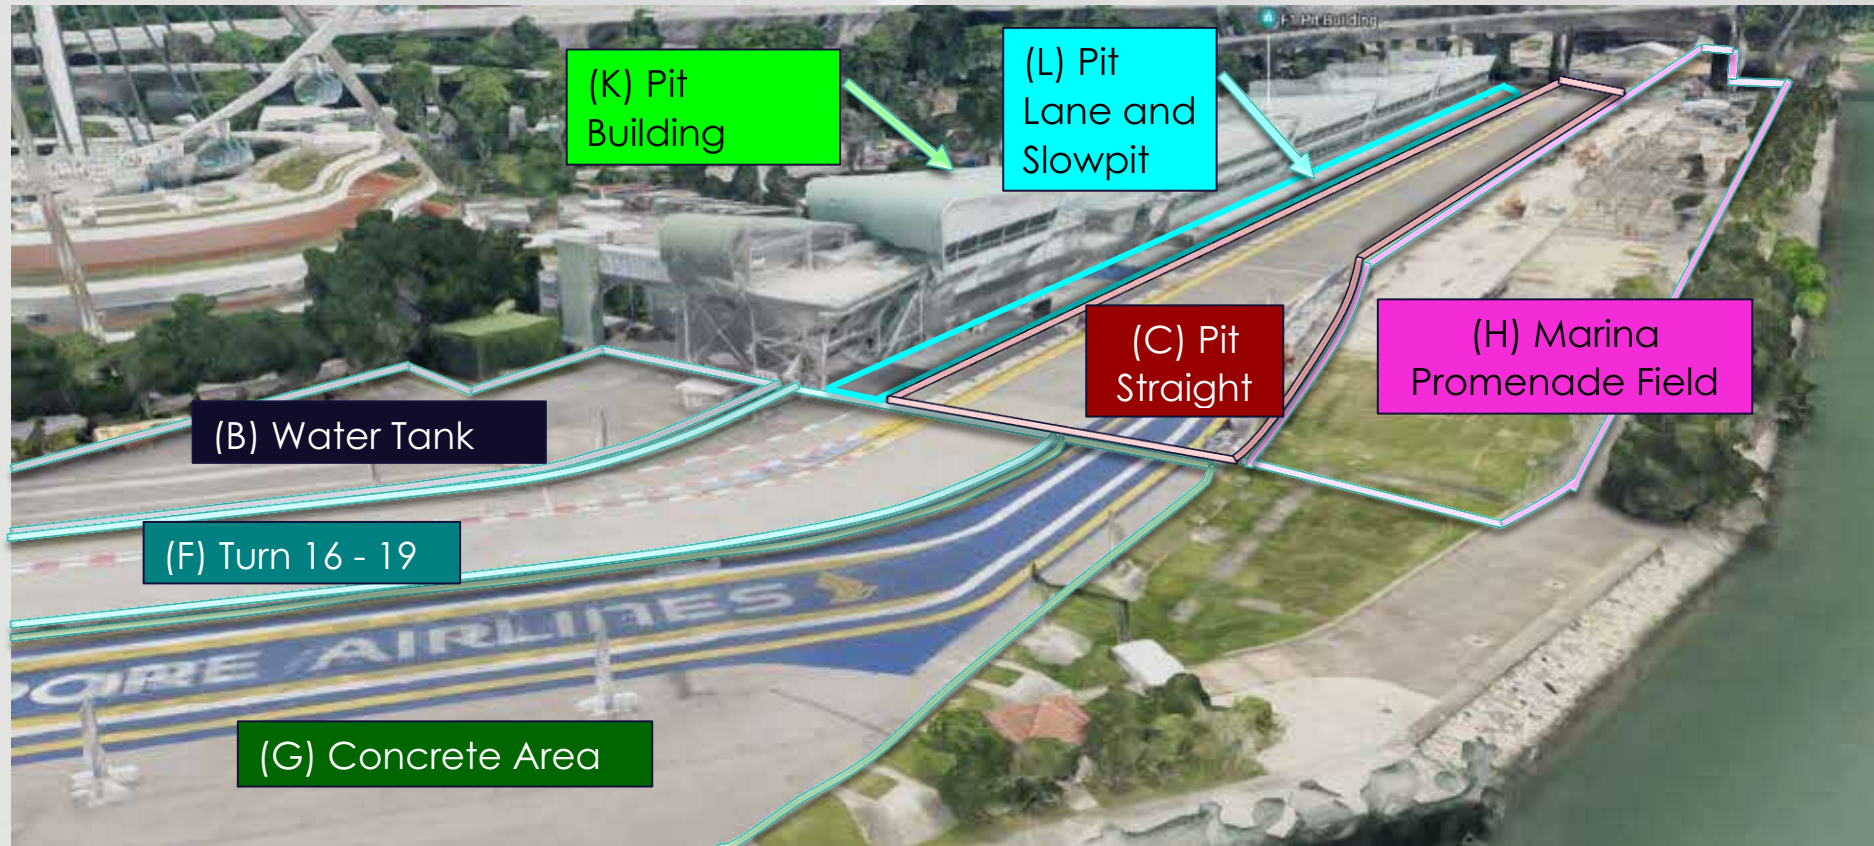 F1 Pit Building
(K) Pit
Building
(L) Pit
Lane and
Slowpit
(C) Pit
Straight
(H) Marina
Promenade Field
(B) Water Tank
(F) Turn 16 - 19
PORE AIRLINES
(G) Concrete Area